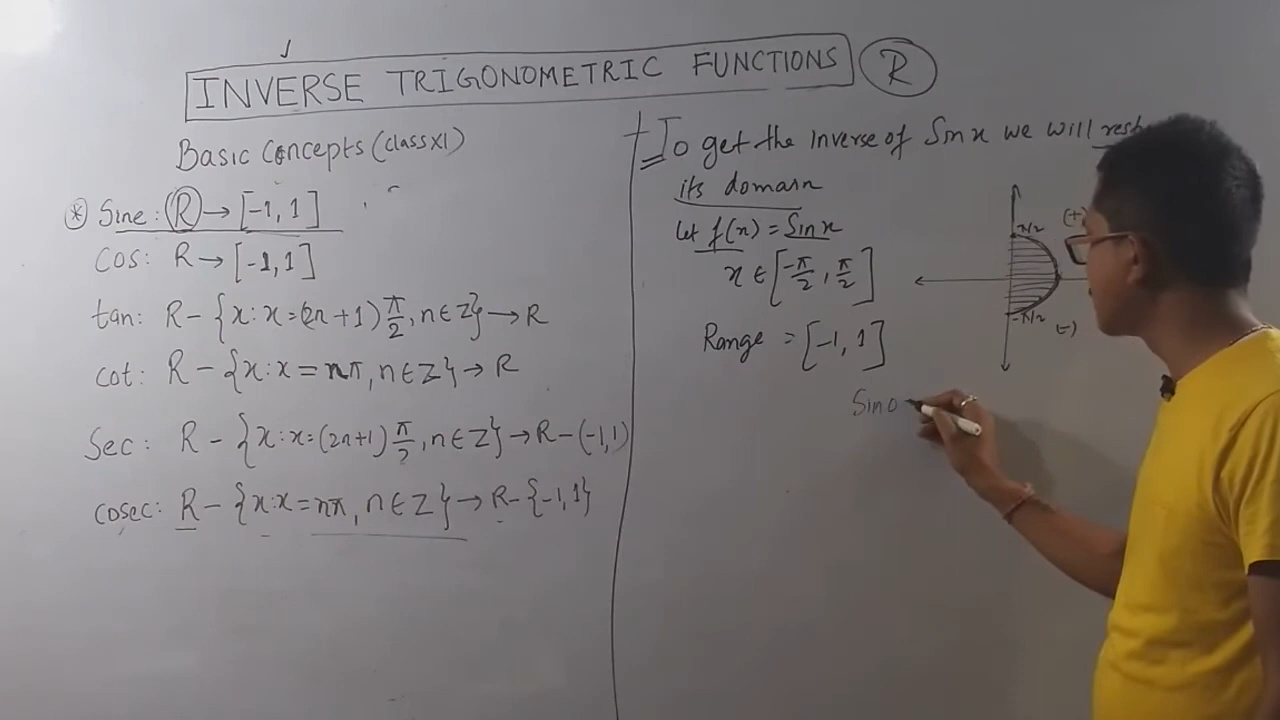 INVERSE TRIGONOMETRIC FUNCTIONS R
Basic Concepts (class XI)
* Sine: R → [-1, 1]
Cos: R → [-1, 1]
tan: R - {x: x = (2n + 1) π/2, n ∈ Z} → R
cot: R - {x: x = nπ, n ∈ Z} → R
Sec: R - {x: x = (2n+1) π/2, n ∈ Z} → R - (-1, 1)
cosec: R - {x: x = nπ, n ∈ Z} → R - {-1, 1}
To get the inverse of Sin x we will
its domain
let f(x) = Sin x
x ∈ [-π/2, π/2]
Range = [-1, 1]
Sin 0
π/2
(+)
-π/2
(-)